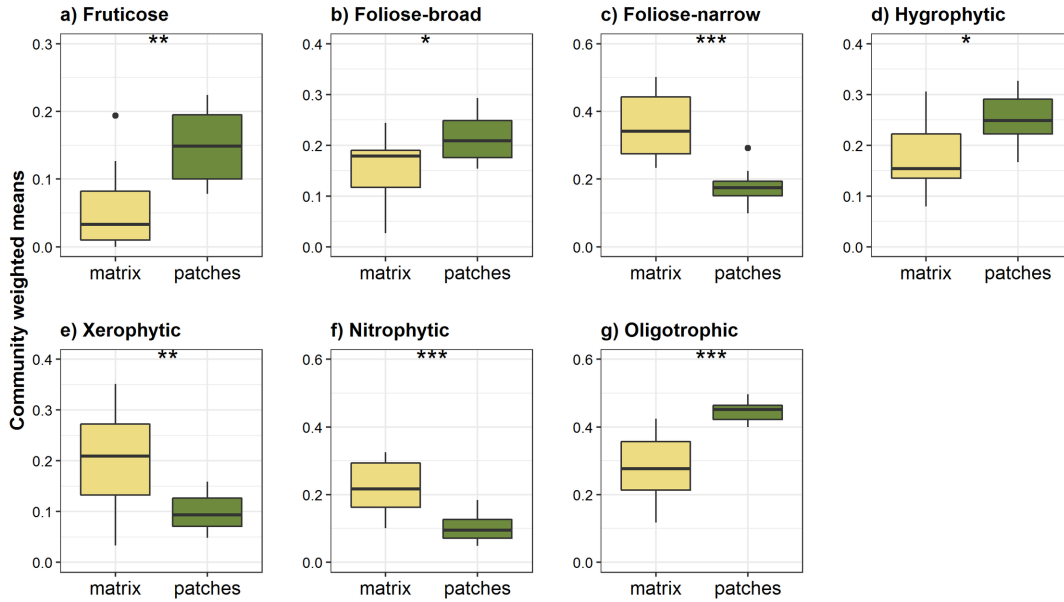 a) Fruticose
b) Foliose-broad
c) Foliose-narrow
d) Hygrophytic
** * *** *
0.3 0.4 0.6 0.4
0.3 0.3
0.2 0.4
0.2 0.2
0.1 0.2
0.1 0.1
0.0 0.0 0.0 0.0
matrix patches matrix patches matrix patches matrix patches
Community weighted means
e) Xerophytic
f) Nitrophytic
g) Oligotrophic
** *** ***
0.4 0.6 0.6
0.3
0.4 0.4
0.2
0.2 0.2
0.1
0.0 0.0 0.0
matrix patches matrix patches matrix patches